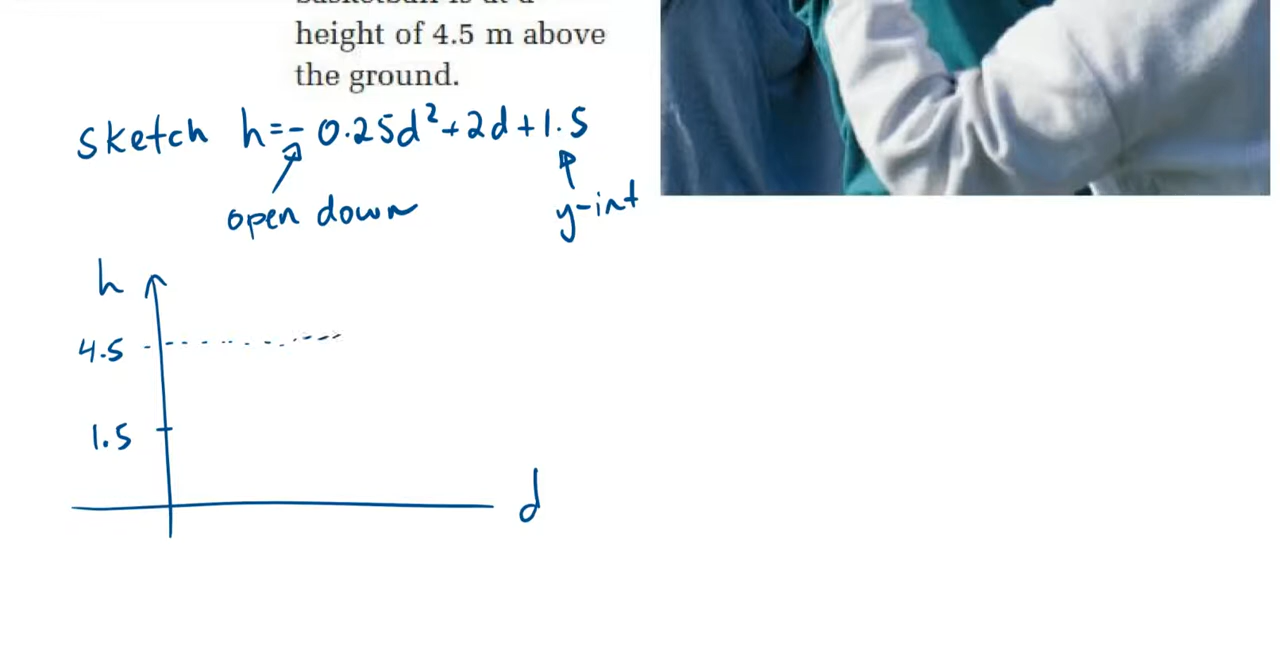 height of 4.5 m above
the ground.
sketch h=-0.25d²+2d+1.5
open down
y-int
h
4.5
1.5
d